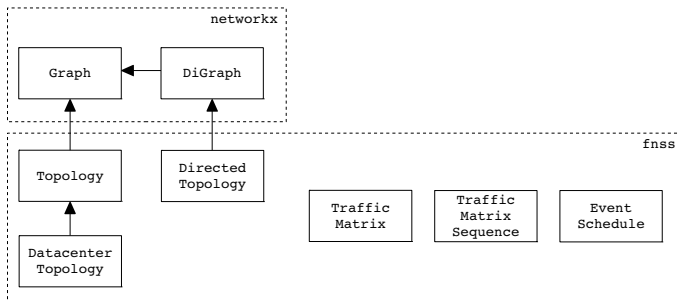 networkx
Graph
DiGraph
fnss
Topology
Directed
Topology
Traffic
Matrix
Traffic
Matrix
Sequence
Event
Schedule
Datacenter
Topology